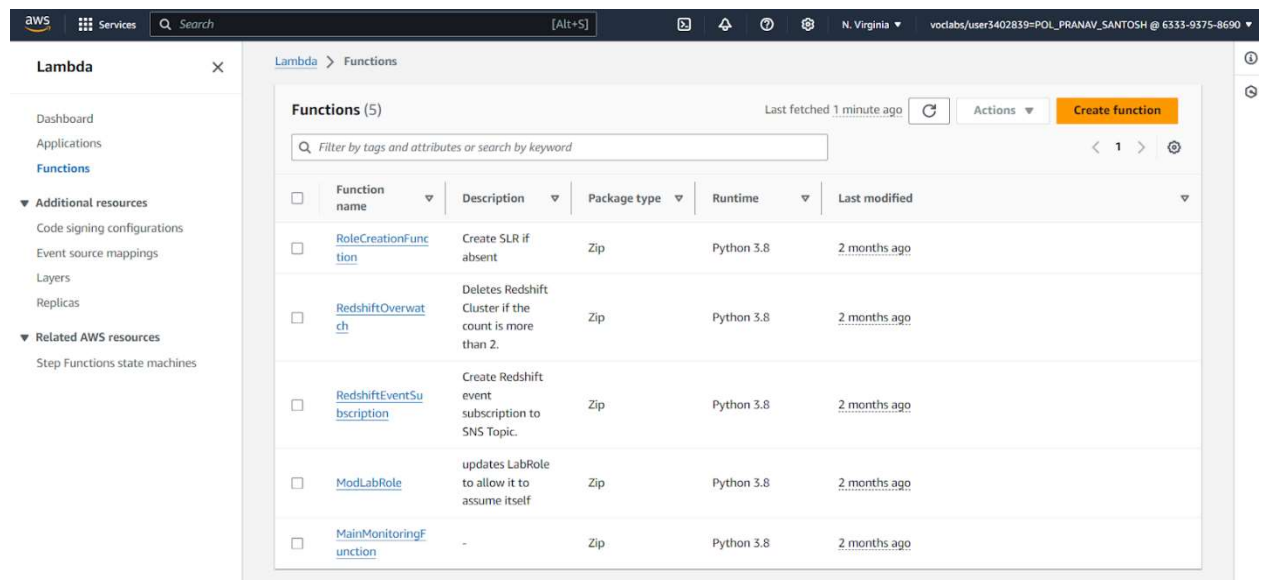 aws
Services
Search
[Alt+S]
N. Virginia
voclabs/user3402839=POL_PRANAV_SANTOSH @ 6333-9375-8690
Lambda
Dashboard
Applications
Functions
Additional resources
Code signing configurations
Event source mappings
Layers
Replicas
Related AWS resources
Step Functions state machines
Lambda > Functions
Functions (5)
Last fetched 1 minute ago
Actions
Create function
Filter by tags and attributes or search by keyword
< 1 >
Function
name
Description
Package type
Runtime
Last modified
RoleCreationFunc
tion
Create SLR if
absent
Zip
Python 3.8
2 months ago
RedshiftOverwat
ch
Deletes Redshift
Cluster if the
count is more
than 2.
Zip
Python 3.8
2 months ago
RedshiftEventSu
bscription
Create Redshift
event
subscription to
SNS Topic.
Zip
Python 3.8
2 months ago
ModLabRole
updates LabRole
to allow it to
assume itself
Zip
Python 3.8
2 months ago
MainMonitoringF
unction
-
Zip
Python 3.8
2 months ago